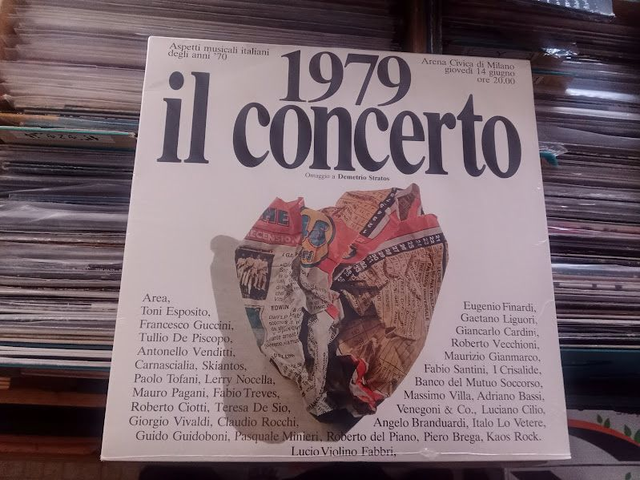 Aspetti musicali italiani
degli anni '70
Arena Civica di Milano
giovedì 14 giugno
ore 20.00
1979
il concerto
Omaggio a Demetrio Stratos
Area,
Toni Esposito,
Francesco Guccini,
Tullio De Piscopo,
Antonello Venditti,
Carnascialia, Skiantos,
Paolo Tofani, Lerry Nocella,
Mauro Pagani, Fabio Treves,
Roberto Ciotti, Teresa De Sio,
Giorgio Vivaldi, Claudio Rocchi,
Eugenio Finardi,
Gaetano Liguori,
Giancarlo Cardini,
Roberto Vecchioni,
Maurizio Gianmarco,
Fabio Santini, I Crisalide,
Banco del Mutuo Soccorso,
Massimo Villa, Adriano Bassi,
Venegoni & Co., Luciano Cilio,
Angelo Branduardi, Italo Lo Vetere,
Guido Guidoboni, Pasquale Minieri, Roberto del Piano, Piero Brega, Kaos Rock.
Lucio Violino Fabbri,